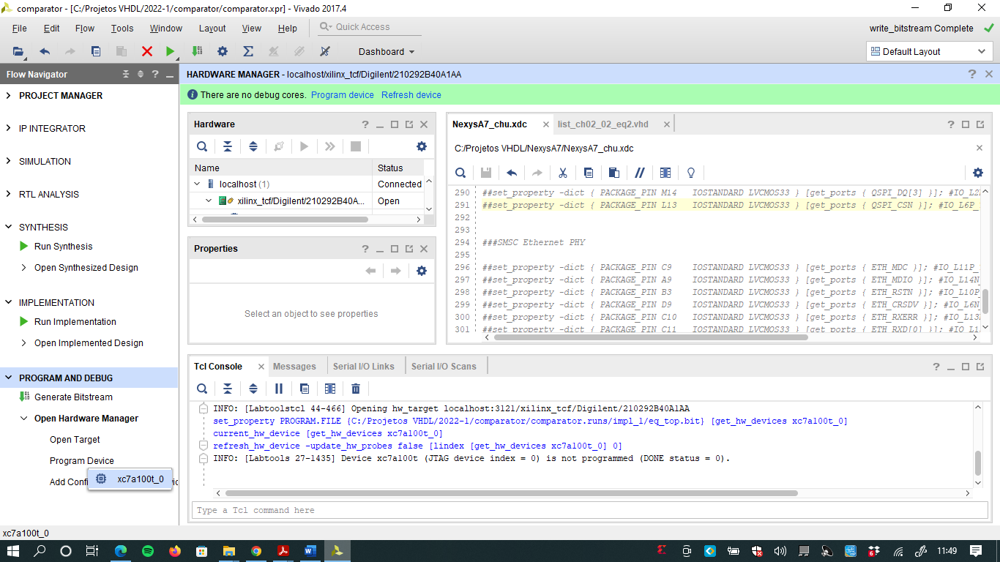 comparator - [C:/Projetos VHDL/2022-1/comparator/comparator.xpr] - Vivado 2017.4
File Edit Flow Tools Window Layout View Help Quick Access
write_bitstream Complete
Dashboard
Default Layout
Flow Navigator
PROJECT MANAGER
IP INTEGRATOR
SIMULATION
RTL ANALYSIS
SYNTHESIS
Run Synthesis
Open Synthesized Design
IMPLEMENTATION
Run Implementation
Open Implemented Design
PROGRAM AND DEBUG
Generate Bitstream
Open Hardware Manager
Open Target
Program Device
Add Confi
xc7a100t_0
HARDWARE MANAGER - localhost/xilinx_tcf/Digilent/210292B40A1AA
There are no debug cores. Program device Refresh device
Hardware
Name Status
localhost (1) Connected
xilinx_tcf/Digilent/210292B40A... Open
Properties
Select an object to see properties
NexysA7_chu.xdc list_ch02_02_eq2.vhd
C:/Projetos VHDL/NexysA7/NexysA7_chu.xdc
290 ##set_property -dict { PACKAGE_PIN M14 IOSTANDARD LVCMOS33 } [get_ports { QSPI_DQ[3] }]; #IO_L2
291 ##set_property -dict { PACKAGE_PIN L13 IOSTANDARD LVCMOS33 } [get_ports { QSPI_CSN }]; #IO_L6P_
292
293
294 ###SMSC Ethernet PHY
295
296 ##set_property -dict { PACKAGE_PIN C9 IOSTANDARD LVCMOS33 } [get_ports { ETH_MDC }]; #IO_L11P_
297 ##set_property -dict { PACKAGE_PIN A9 IOSTANDARD LVCMOS33 } [get_ports { ETH_MDIO }]; #IO_L14N
298 ##set_property -dict { PACKAGE_PIN B3 IOSTANDARD LVCMOS33 } [get_ports { ETH_RSTN }]; #IO_L10P
299 ##set_property -dict { PACKAGE_PIN D9 IOSTANDARD LVCMOS33 } [get_ports { ETH_CRSDV }]; #IO_L6N
300 ##set_property -dict { PACKAGE_PIN C10 IOSTANDARD LVCMOS33 } [get_ports { ETH_RXERR }]; #IO_L13
301 ##set_property -dict { PACKAGE_PIN C11 IOSTANDARD LVCMOS33 } [get_ports { ETH_RXD[0] }]; #IO_L1
Tcl Console Messages Serial I/O Links Serial I/O Scans
INFO: [Labtoolstcl 44-466] Opening hw_target localhost:3121/xilinx_tcf/Digilent/210292B40A1AA
set_property PROGRAM.FILE {C:/Projetos VHDL/2022-1/comparator/comparator.runs/impl_1/eq_top.bit} [get_hw_devices xc7a100t_0]
current_hw_device [get_hw_devices xc7a100t_0]
refresh_hw_device -update_hw_probes false [lindex [get_hw_devices xc7a100t_0] 0]
INFO: [Labtools 27-1435] Device xc7a100t (JTAG device index = 0) is not programmed (DONE status = 0).
Type a Tcl command here
xc7a100t_0
11:49